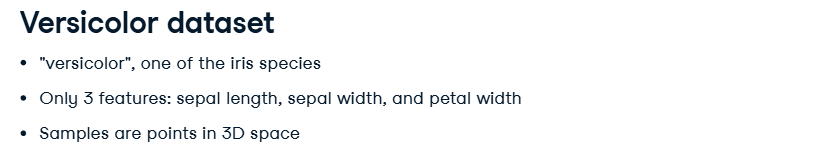 Versicolor dataset
• "versicolor", one of the iris species
• Only 3 features: sepal length, sepal width, and petal width
• Samples are points in 3D space